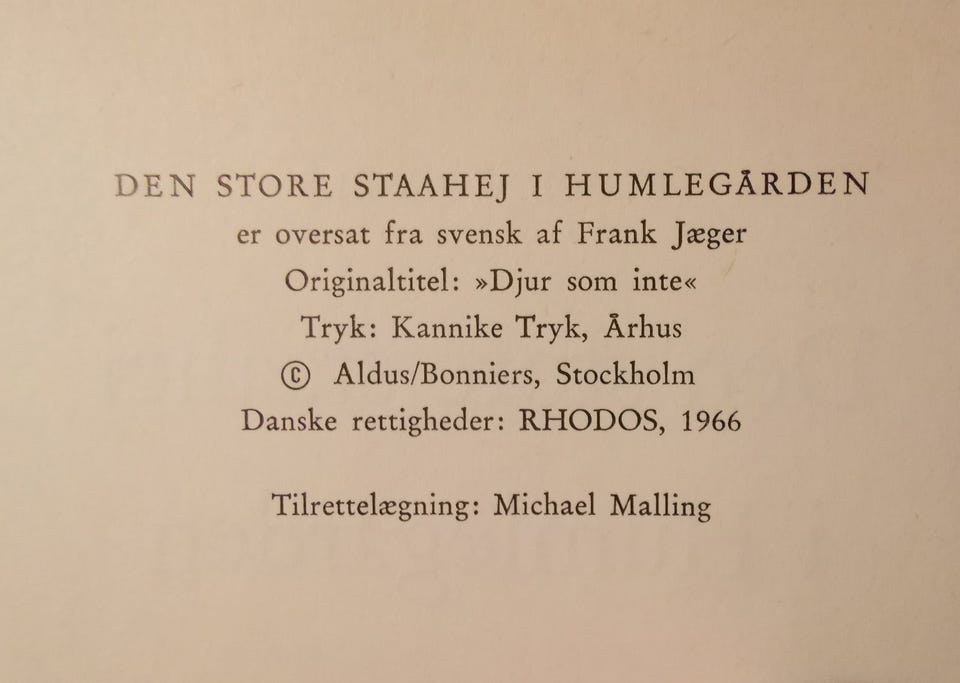 DEN STORE STAAHEJ I HUMLEGÅRDEN
er oversat fra svensk af Frank Jæger
Originaltitel: »Djur som inte«
Tryk: Kannike Tryk, Århus
© Aldus/Bonniers, Stockholm
Danske rettigheder: RHODOS, 1966
Tilrettelægning: Michael Malling